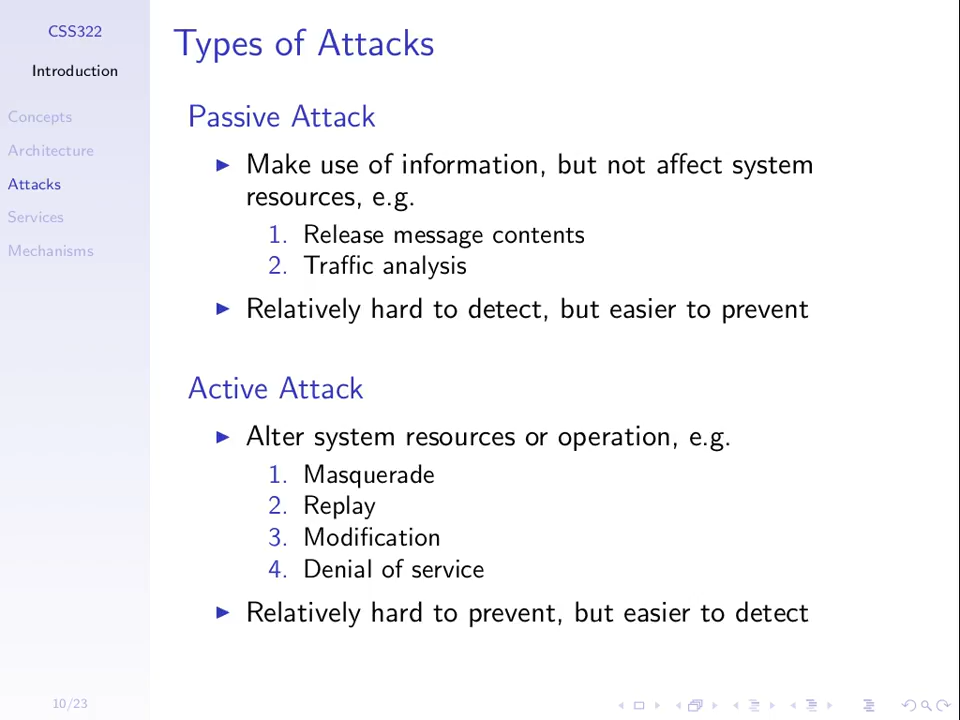 CSS322
Introduction
Concepts
Architecture
Attacks
Services
Mechanisms
Types of Attacks
Passive Attack
Make use of information, but not affect system
resources, e.g.
1. Release message contents
2. Traffic analysis
Relatively hard to detect, but easier to prevent
Active Attack
Alter system resources or operation, e.g.
1. Masquerade
2. Replay
3. Modification
4. Denial of service
Relatively hard to prevent, but easier to detect
10/23